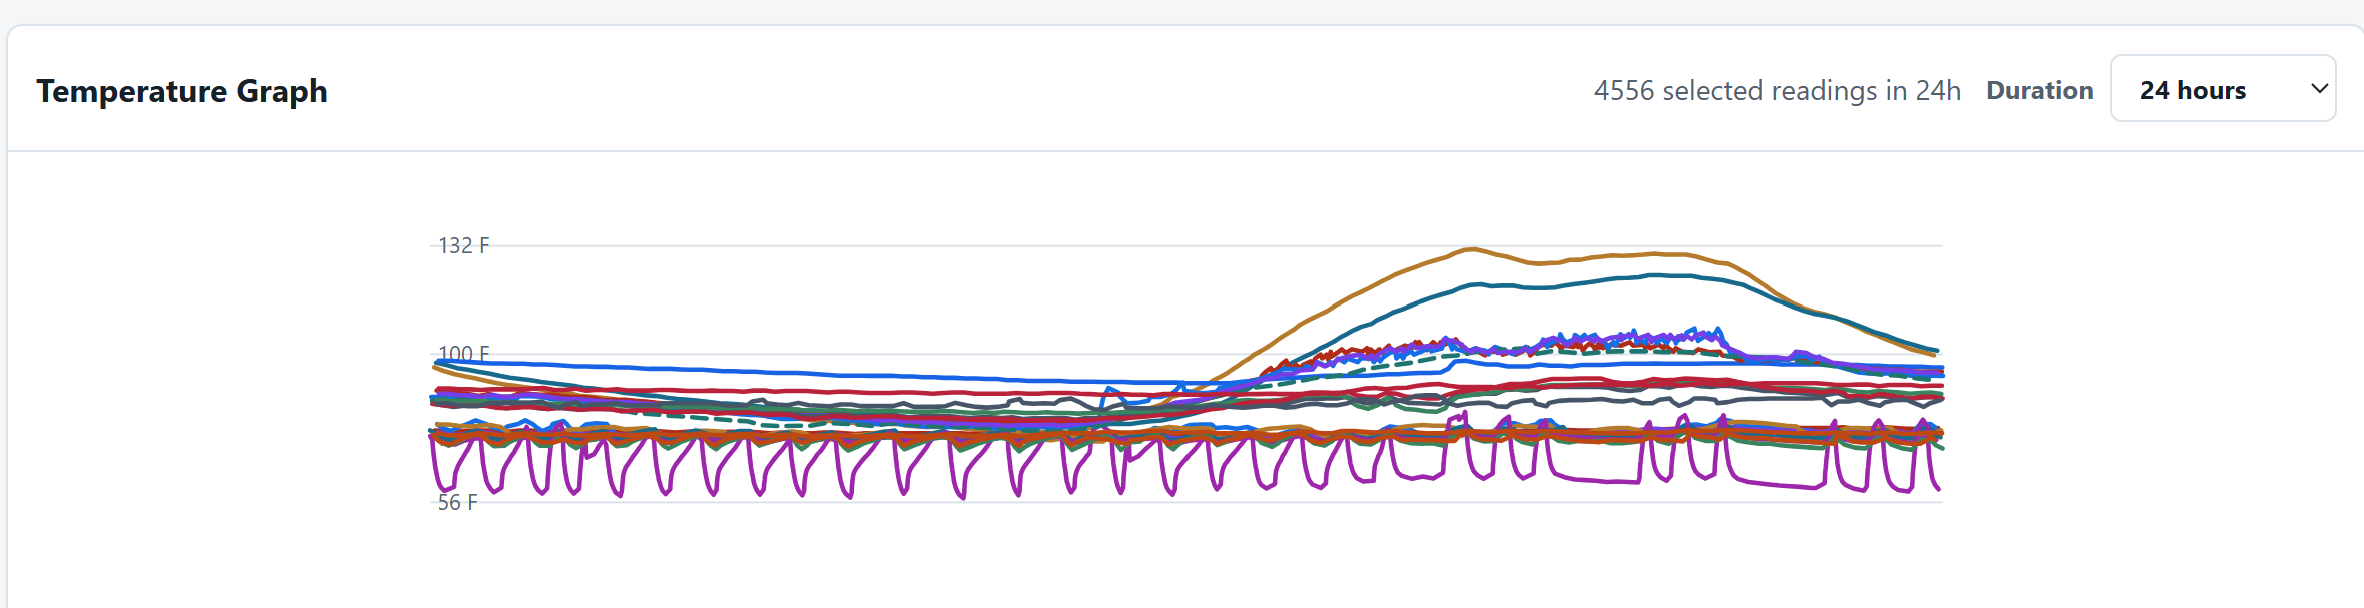 Temperature Graph
4556 selected readings in 24h Duration 24 hours
132 F
100 F
56 F